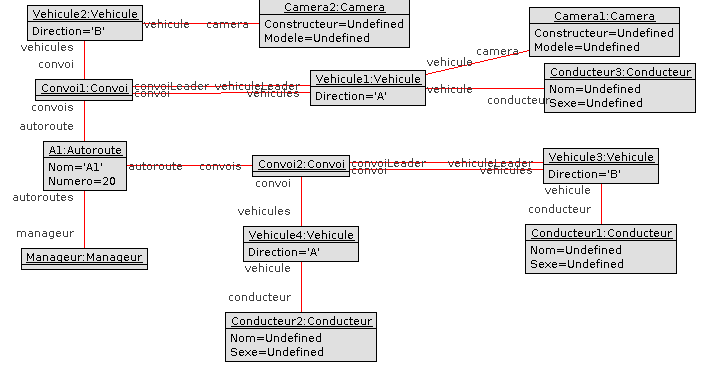 Vehicule2:Vehicule
Direction='B'
vehicule
camera
Camera2:Camera
Constructeur=Undefined
Modele=Undefined
Camera1:Camera
Constructeur=Undefined
Modele=Undefined
vehicules
convoi
camera
vehicule
Convoi1:Convoi
convoiLeader
vehiculeLeader
convoi
vehicules
Vehicule1:Vehicule
Direction='A'
vehicule
conducteur
Conducteur3:Conducteur
Nom=Undefined
Sexe=Undefined
convois
autoroute
A1:Autoroute
Nom='A1'
Numero=20
autoroute
convois
Convoi2:Convoi
convoiLeader
vehiculeLeader
convoi
vehicules
Vehicule3:Vehicule
Direction='B'
autoroutes
manageur
Manageur:Manageur
convoi
vehicules
Vehicule4:Vehicule
Direction='A'
vehicule
conducteur
Conducteur1:Conducteur
Nom=Undefined
Sexe=Undefined
vehicule
conducteur
Conducteur2:Conducteur
Nom=Undefined
Sexe=Undefined